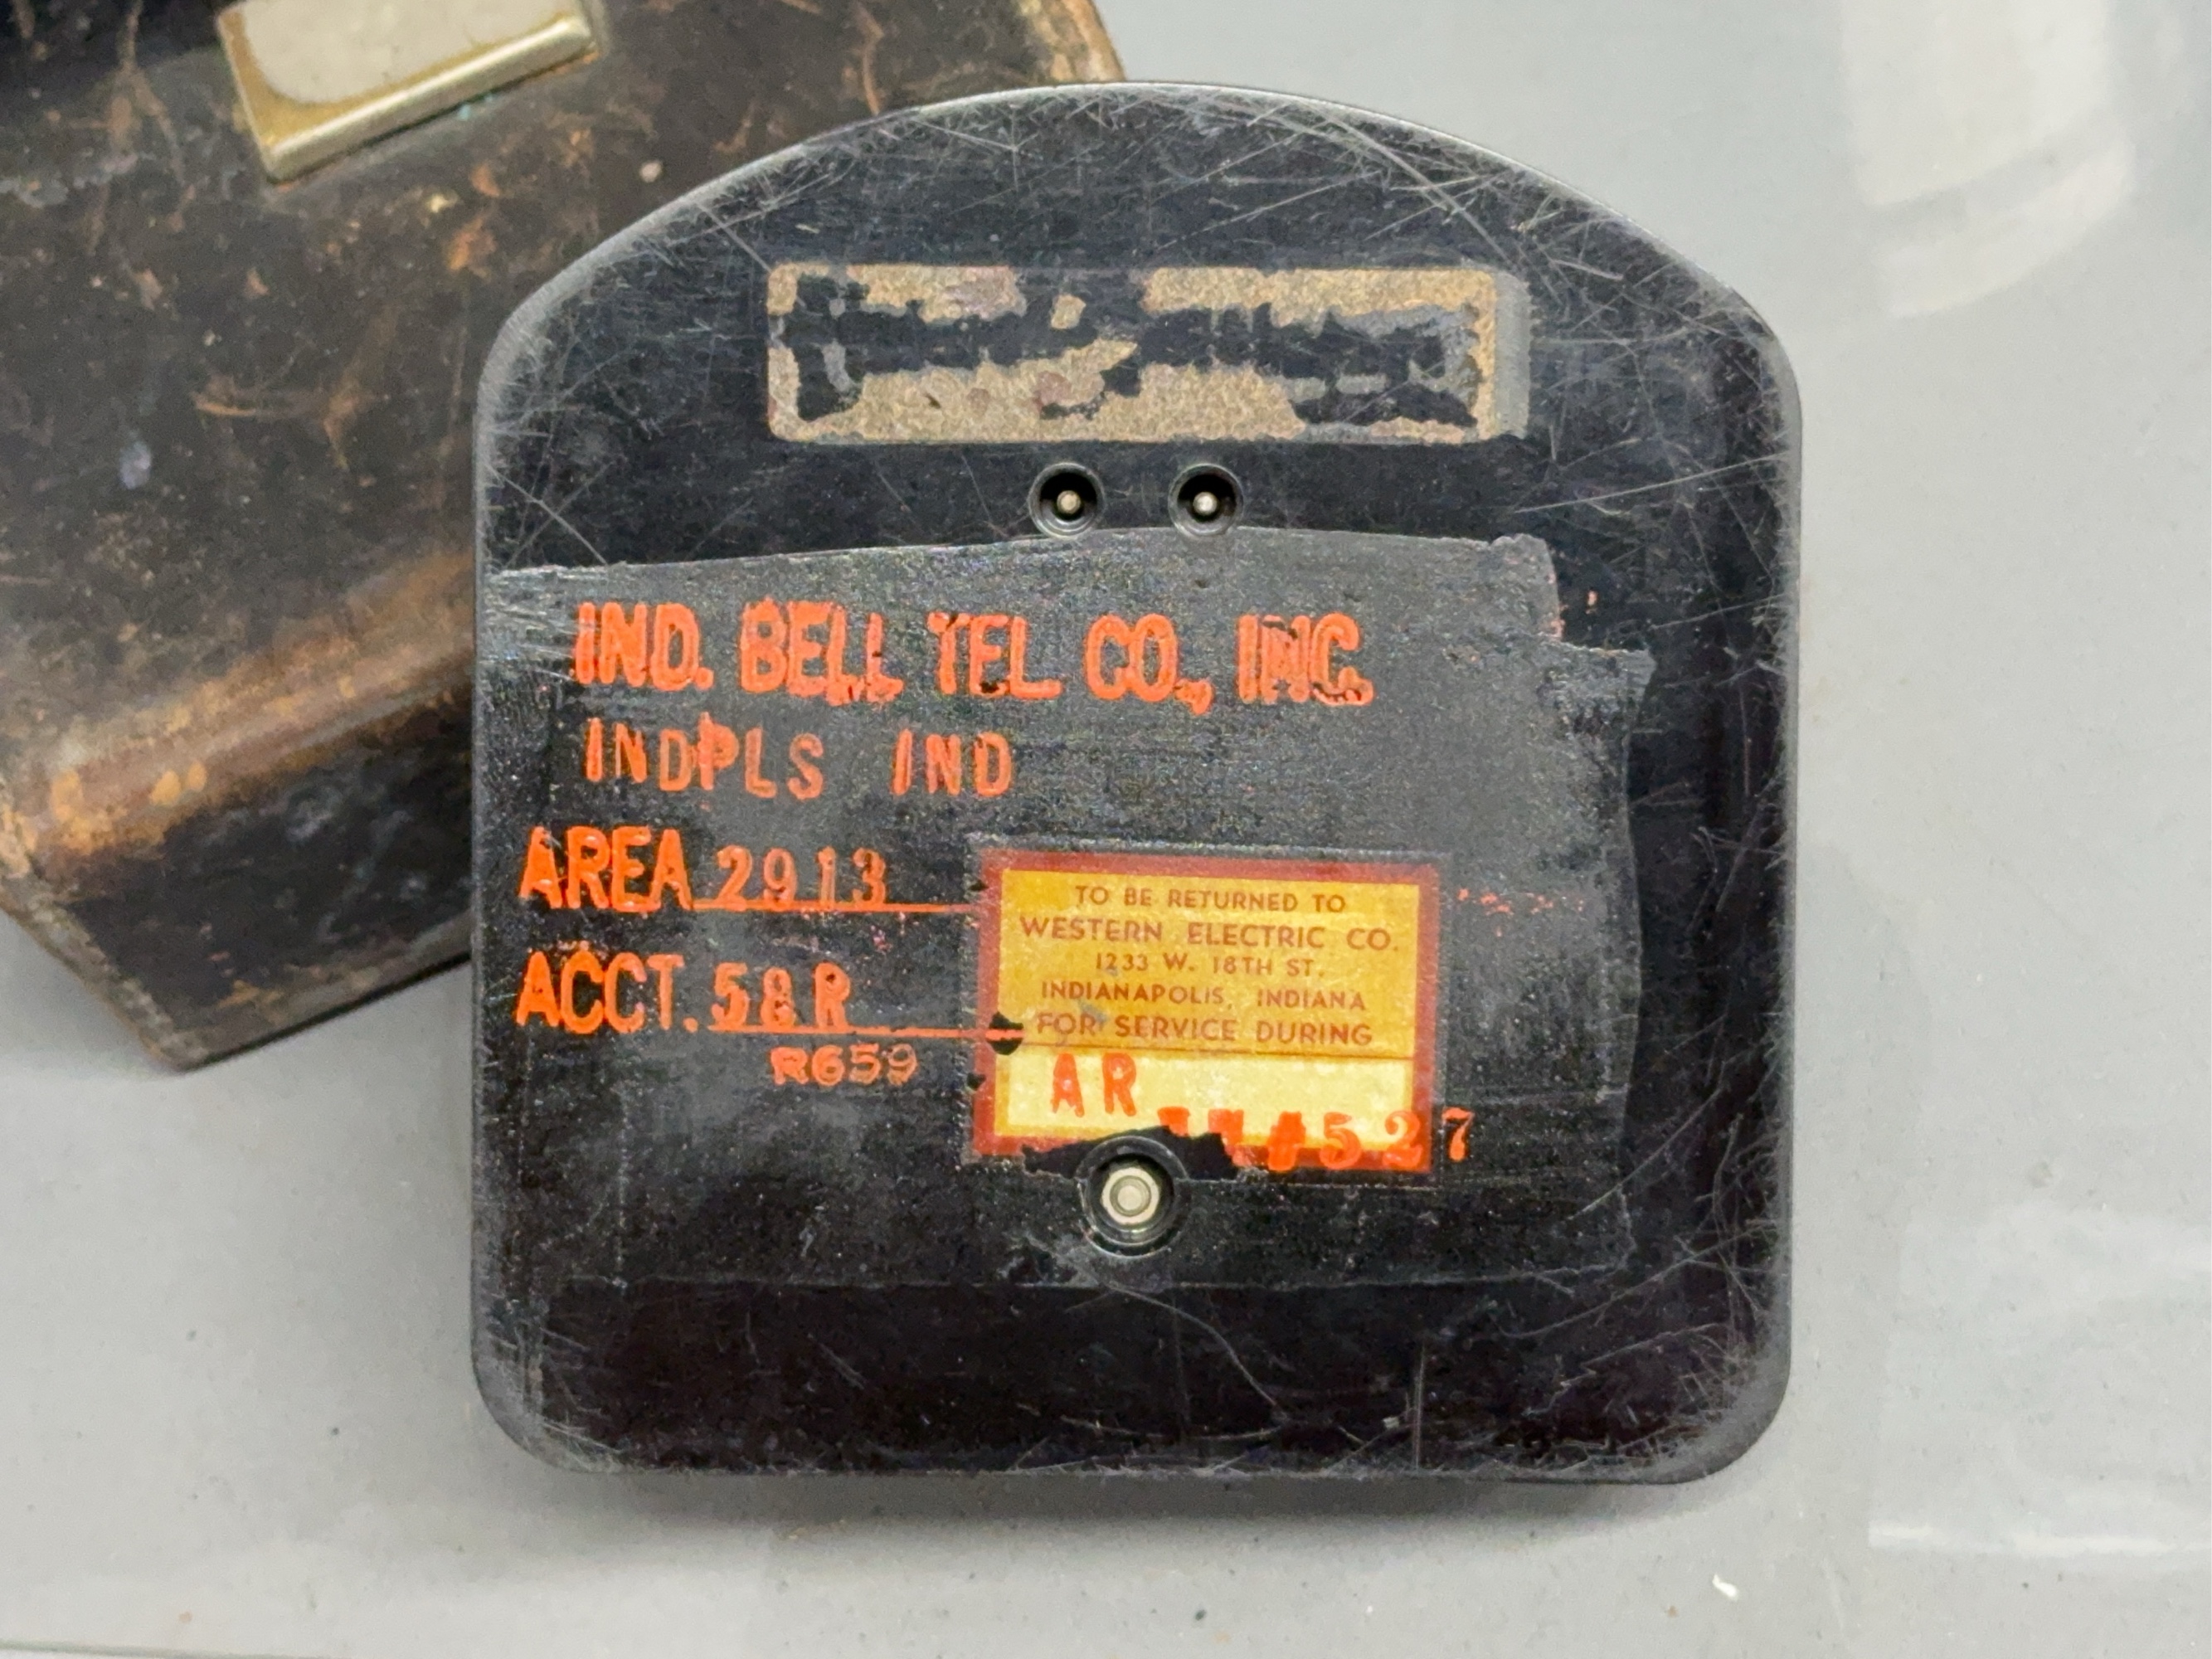 IND. BELL TEL CO., INC.
INDPLS IND
AREA 2913
ACCT. 58R
R659
TO BE RETURNED TO
WESTERN ELECTRIC CO.
1233 W. 18TH ST.
INDIANAPOLIS, INDIANA
FOR SERVICE DURING
AR